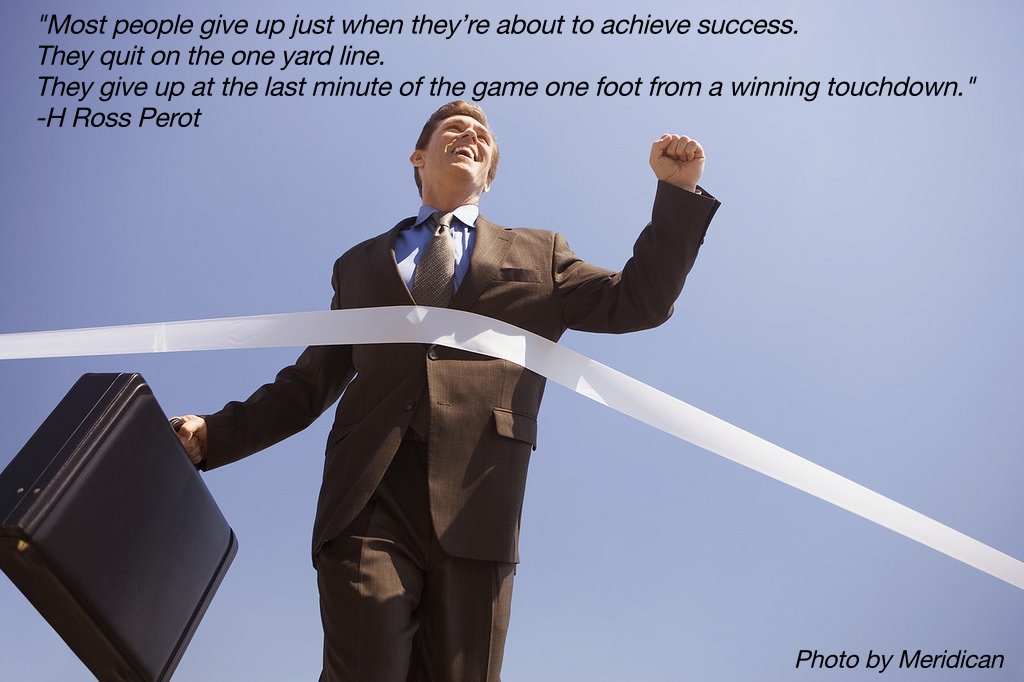 "Most people give up just when they’re about to achieve success.
They quit on the one yard line.
They give up at the last minute of the game one foot from a winning touchdown."
-H Ross Perot
Photo by Meridican